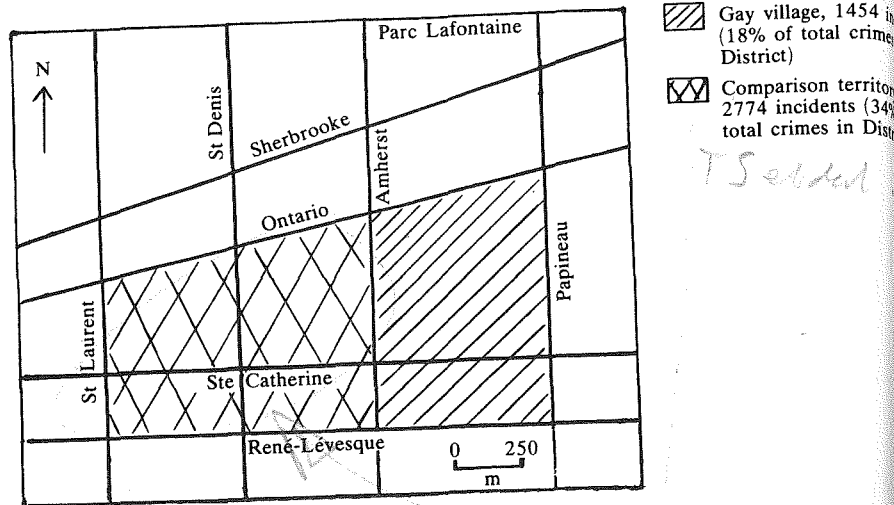 Parc Lafontaine
N
St Denis
Sherbrooke
Amherst
Ontario
Papineau
St Laurent
Ste Catherine
René-Lévesque
0 250
m
Gay village, 1454
(18% of total crime
District)
Comparison territor
2774 incidents (34%
total crimes in Dist